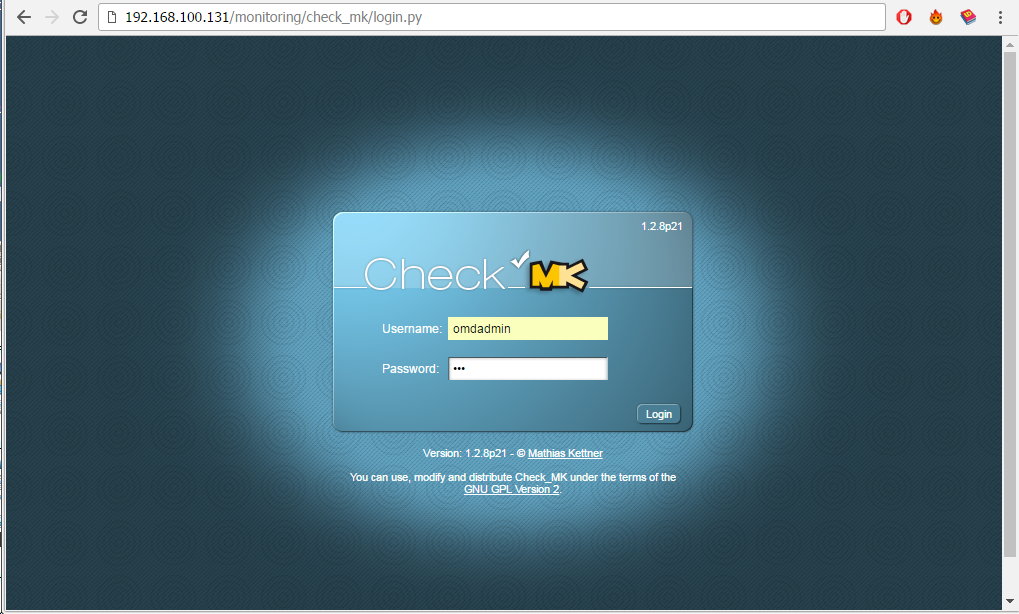 192.168.100.131/monitoring/check_mk/login.py
1.2.8p21
Check MK
Username: omdadmin
Password: •••
Login
Version: 1.2.8p21 - © Mathias Kettner
You can use, modify and distribute Check_MK under the terms of the
GNU GPL Version 2.